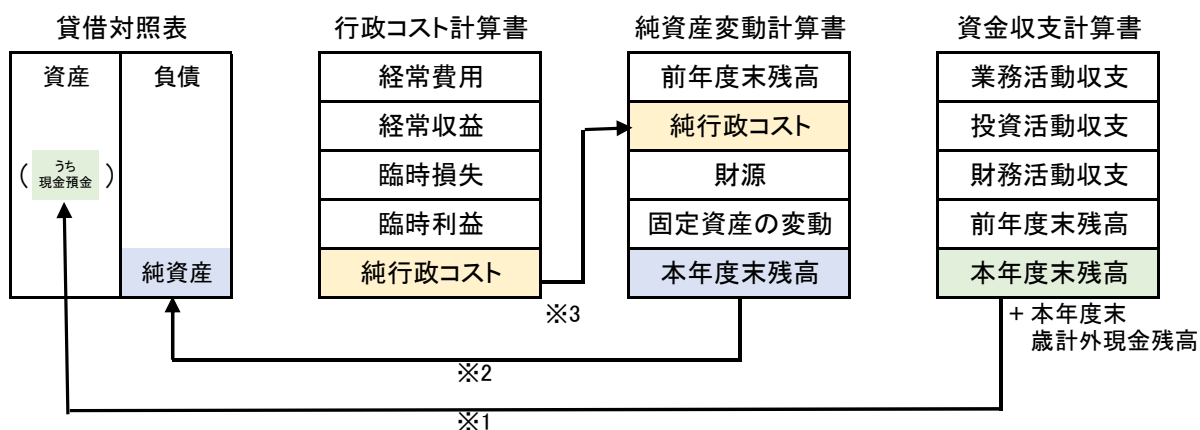 貸借対照表
資産
負債
( うち
現金預金 )
純資産
行政コスト計算書
経常費用
経常収益
臨時損失
臨時利益
純行政コスト
純資産変動計算書
前年度末残高
純行政コスト
財源
固定資産の変動
本年度末残高
資金収支計算書
業務活動収支
投資活動収支
財務活動収支
前年度末残高
本年度末残高
+ 本年度末
歳計外現金残高
※3
※2
※1